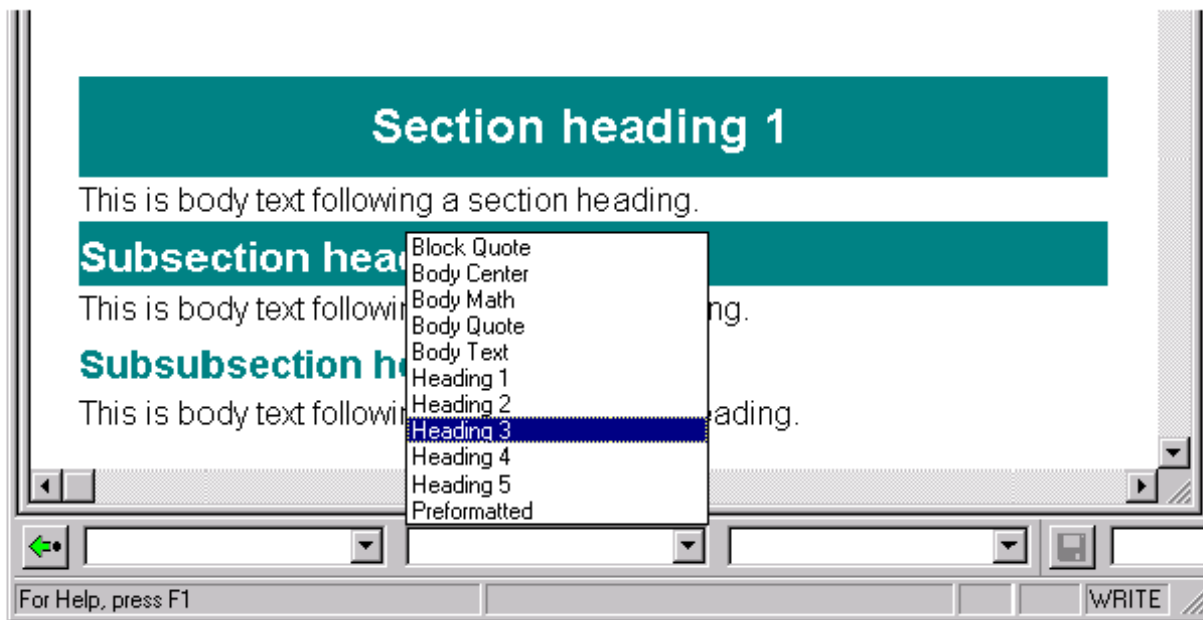 Section heading 1
This is body text following a section heading.
Subsection hea
This is body text followin
ng.
Subsubsection h
This is body text followin
ading.
Block Quote
Body Center
Body Math
Body Quote
Body Text
Heading 1
Heading 2
Heading 3
Heading 4
Heading 5
Preformatted
For Help, press F1
WRITE